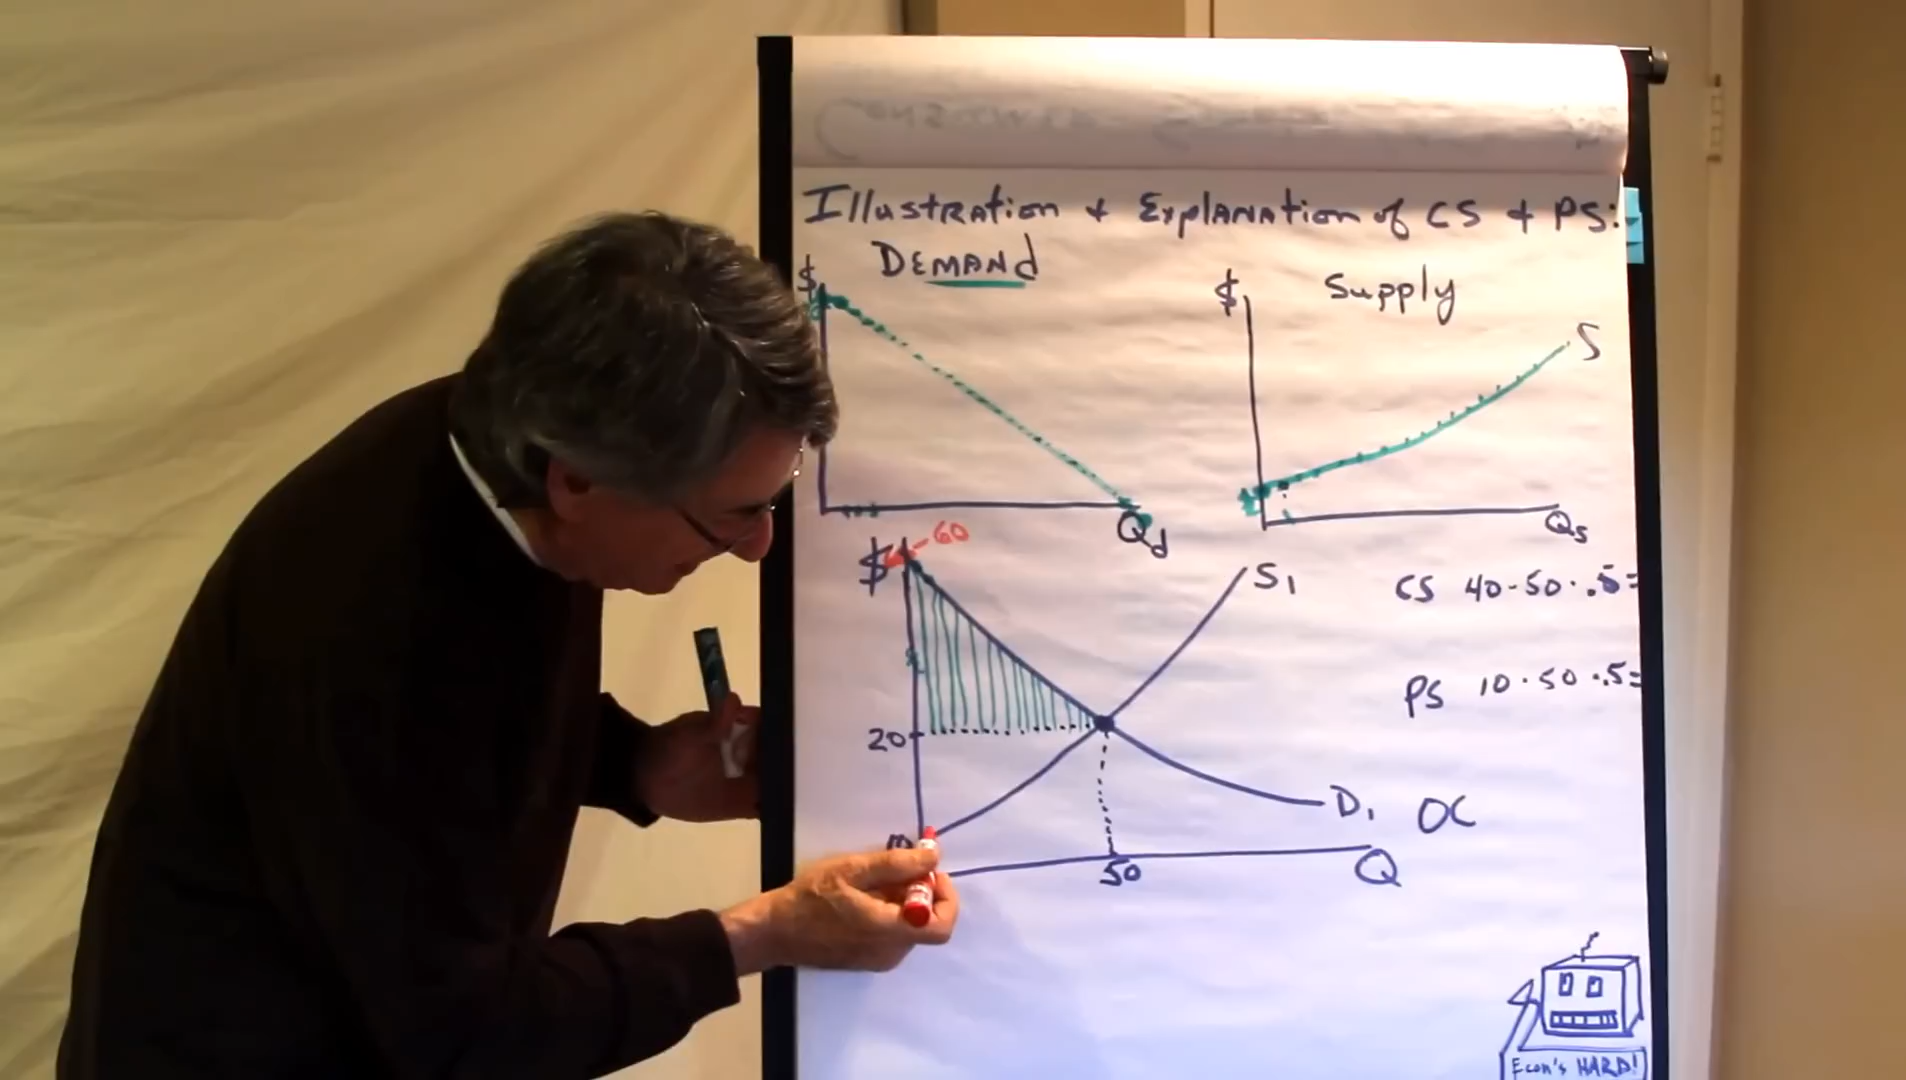 Illustration & Explanation of CS & PS:
Demand
Supply
$
$
S
Qd
Qs
$
60
S1
CS 40·50·.5=
20
PS 10·50·.5=
D1 OC
10
50
Q
Econ's HARD!